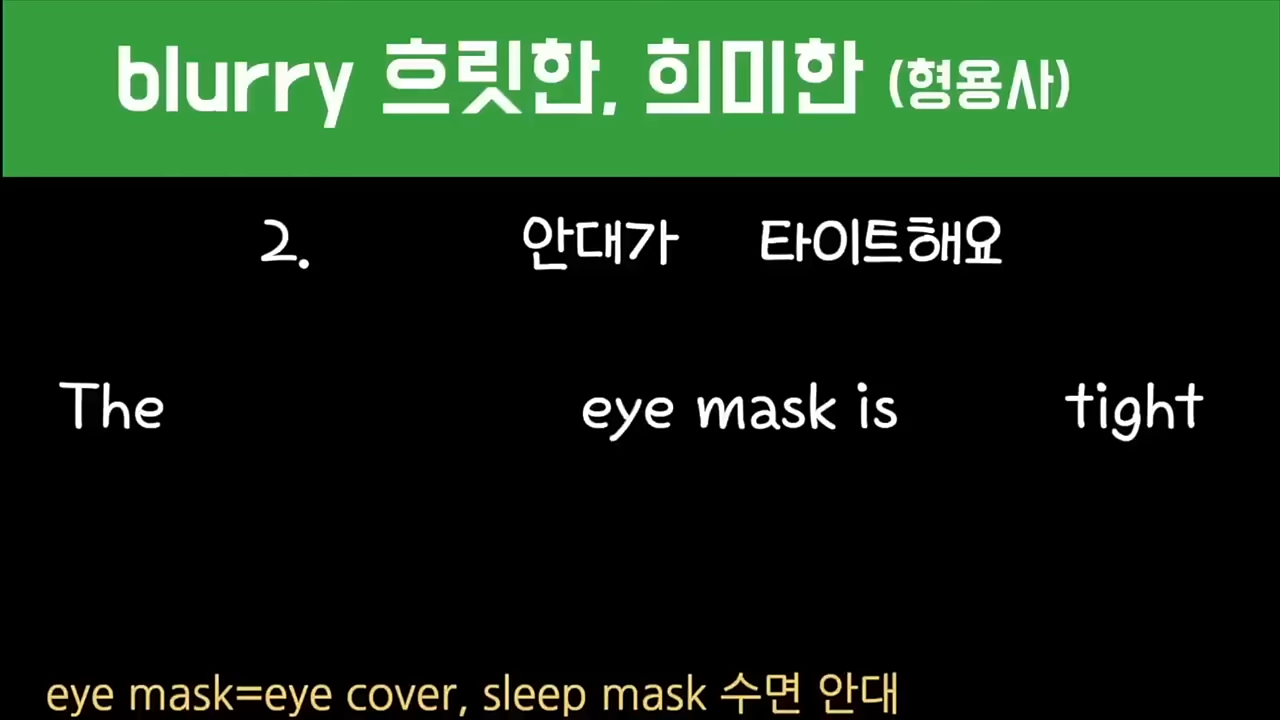 blurry 흐릿한, 희미한 (형용사)
2. 안대가 타이트해요
The eye mask is tight
eye mask=eye cover, sleep mask 수면 안대